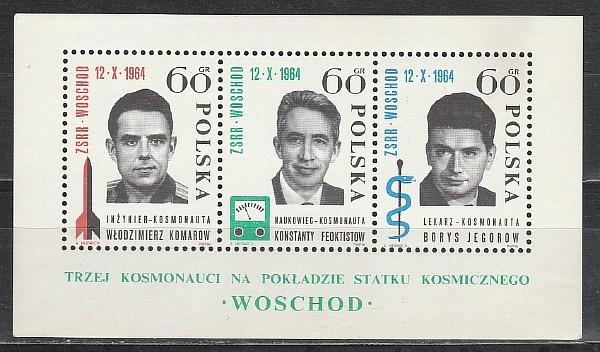 ZSRR · WOSCHOD
12 · X · 1964
60 GR
POLSKA
INŻYNIER-KOSMONAUTA
WŁODZIMIERZ KOMAROW
ZSRR · WOSCHOD
12 · X · 1964
60 GR
POLSKA
NAUKOWIEC-KOSMONAUTA
KONSTANTY FEOKTISTOW
ZSRR · WOSCHOD
12 · X · 1964
60 GR
POLSKA
LEKARZ-KOSMONAUTA
BORYS JEGOROW
TRZEJ KOSMONAUCI NA POKŁADZIE STATKU KOSMICZNEGO
·WOSCHOD·